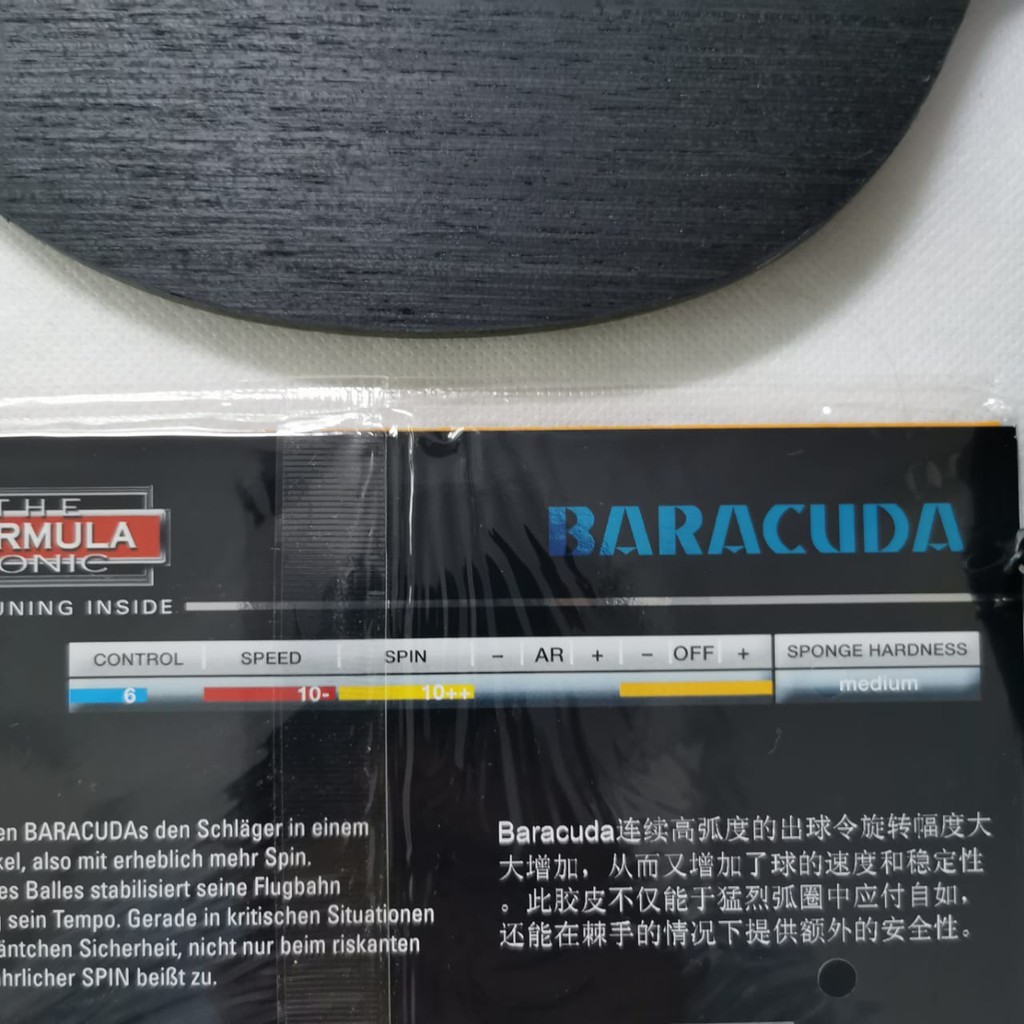 THE
RMULA
ONIC
UNING INSIDE
BARACUDA
CONTROL SPEED SPIN – AR + – OFF + SPONGE HARDNESS
6 10- 10++ medium
en BARACUDAs den Schläger in einem
kel, also mit erheblich mehr Spin.
es Balles stabilisiert seine Flugbahn
sein Tempo. Gerade in kritischen Situationen
äntchen Sicherheit, nicht nur beim riskanten
hrlicher SPIN beißt zu.
Baracuda连续高弧度的出球令旋转幅度大
大增加，从而又增加了球的速度和稳定性
。此胶皮不仅能于猛烈弧圈中应付自如，
还能在棘手的情况下提供额外的安全性。